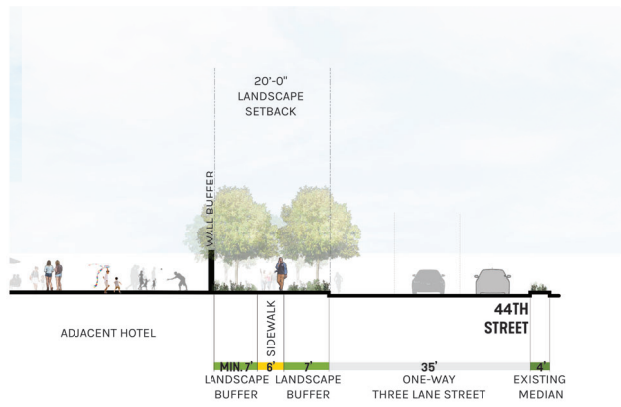 20'-0"
LANDSCAPE
SETBACK
WALL BUFFER
ADJACENT HOTEL
SIDEWALK
44TH
STREET
MIN. 7' 6' 7' 35' 4'
LANDSCAPE
BUFFER
LANDSCAPE
BUFFER
ONE-WAY
THREE LANE STREET
EXISTING
MEDIAN